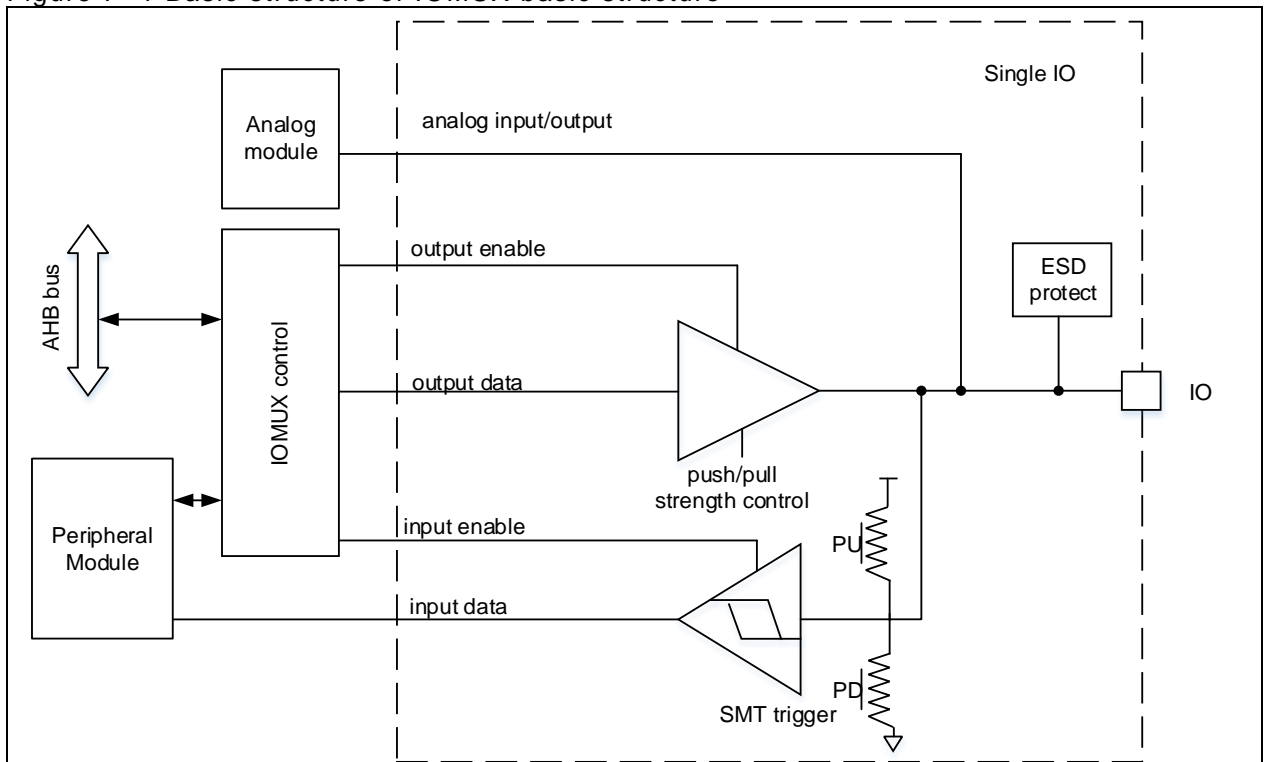 Single IO
Analog
module
analog input/output
output enable
ESD
protect
AHB bus
IOMUX control
output data
IO
push/pull
strength control
input enable
PU
Peripheral
Module
input data
PD
SMT trigger